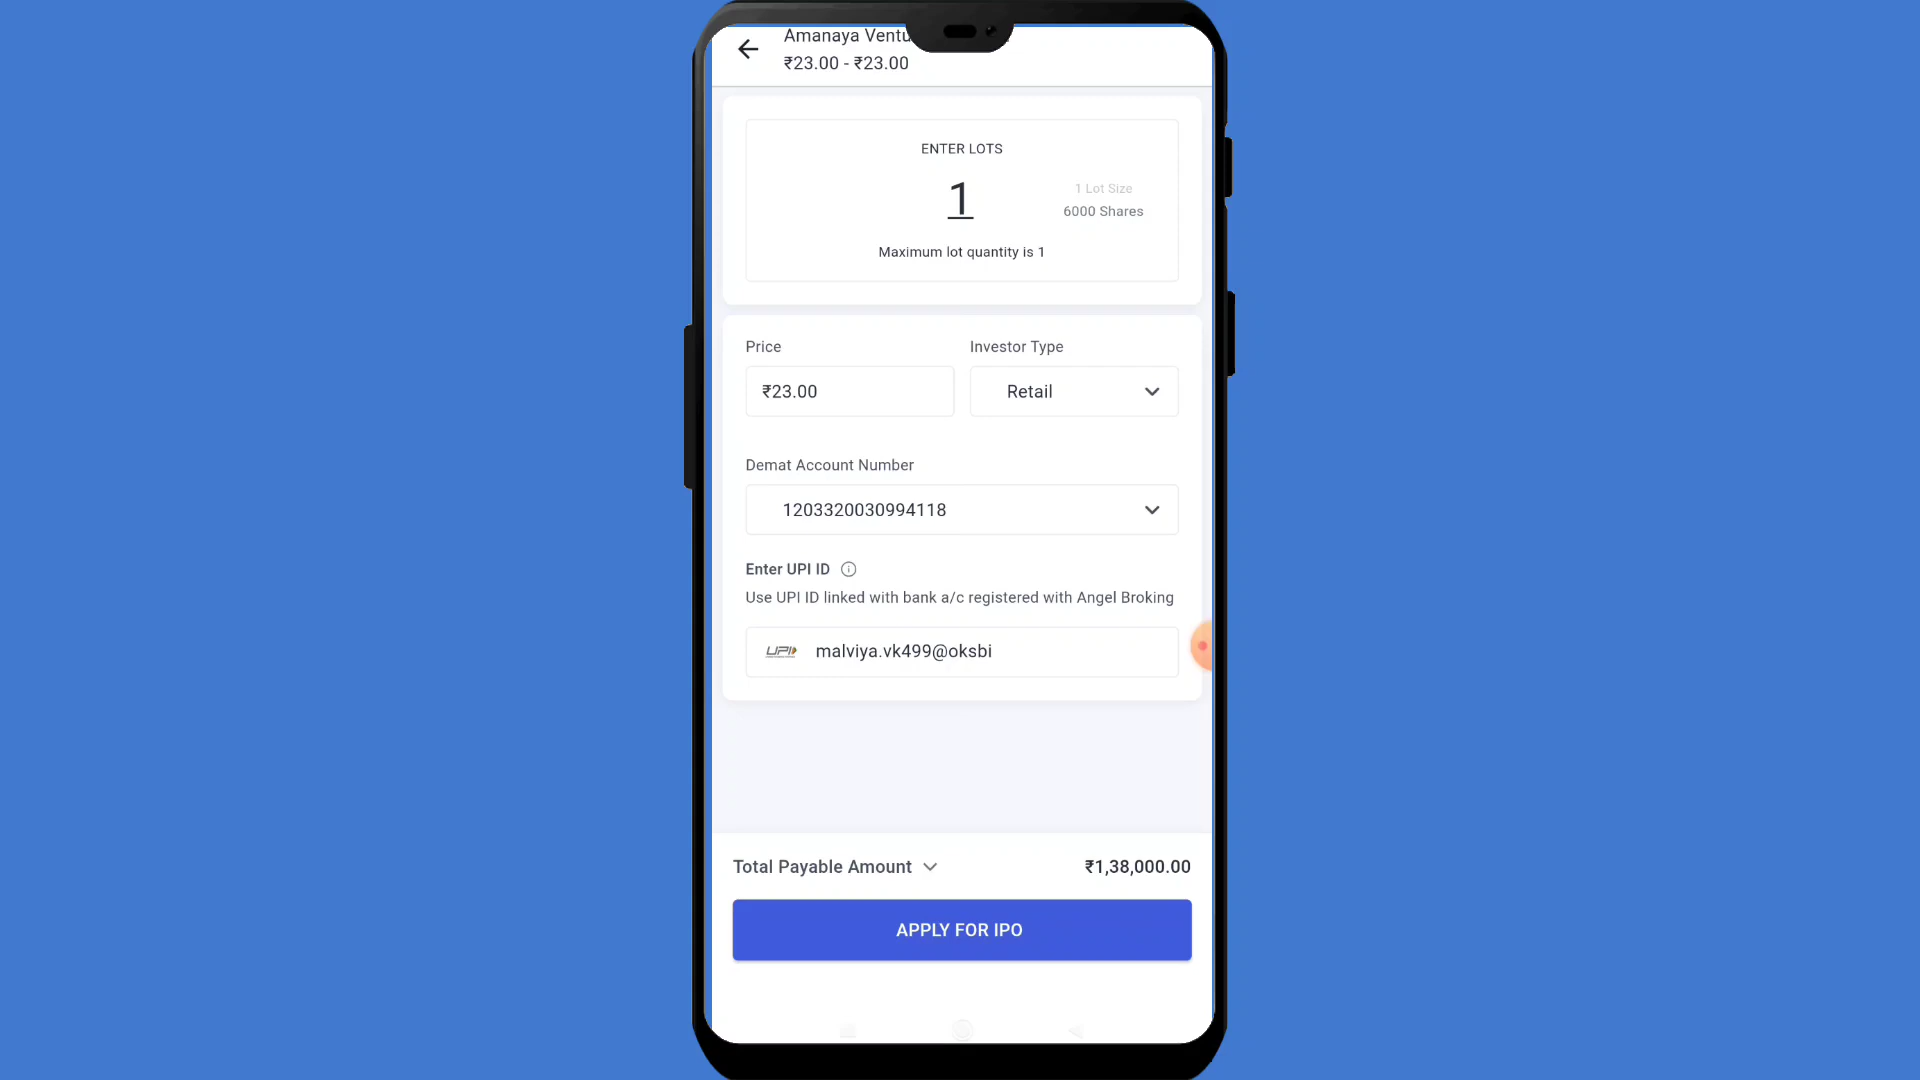 Amanaya
₹23.00 - ₹23.00
ENTER LOTS
1
1 Lot Size
6000 Shares
Maximum lot quantity is 1
Price
Investor Type
₹23.00
Retail
Demat Account Number
1203320030994118
Enter UPI ID
Use UPI ID linked with bank a/c registered with Angel Broking
UPI
malviya.vk499@oksbi
Total Payable Amount
₹1,38,000.00
APPLY FOR IPO